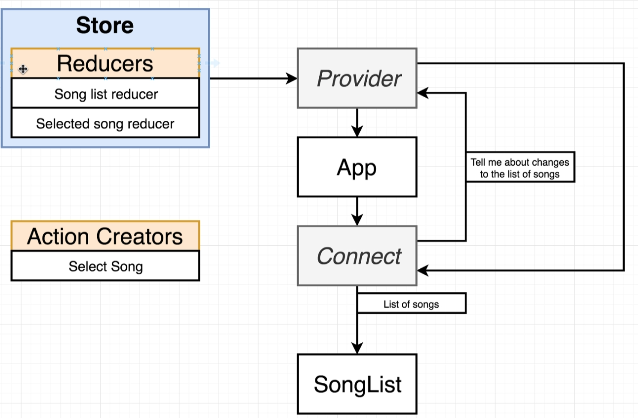 Store
Reducers
Song list reducer
Selected song reducer
Provider
App
Tell me about changes
to the list of songs
Action Creators
Select Song
Connect
List of songs
SongList